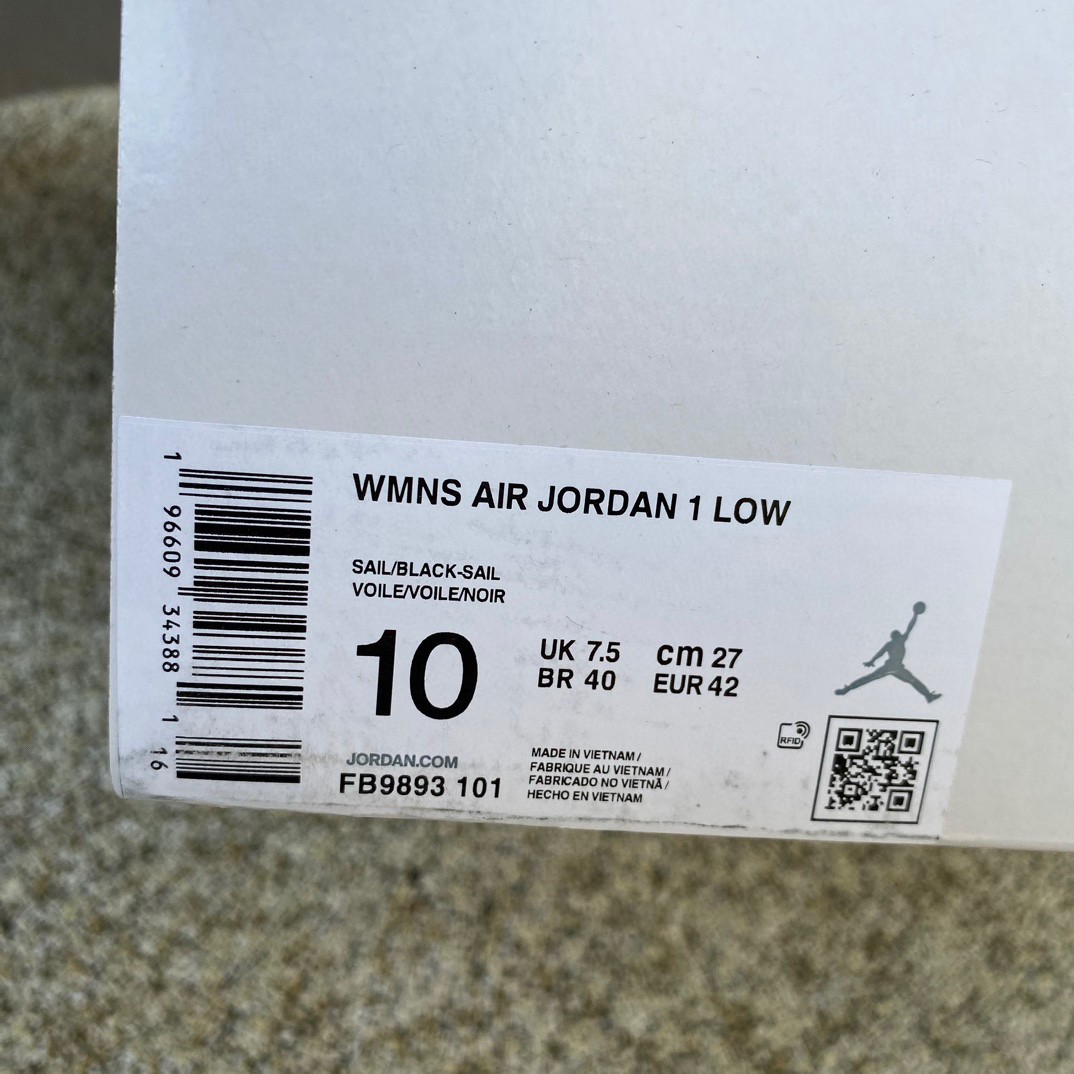 WMNS AIR JORDAN 1 LOW
SAIL/BLACK-SAIL
VOILE/VOILE/NOIR
10
UK 7.5 cm 27
BR 40 EUR 42
JORDAN.COM
FB9893 101
MADE IN VIETNAM /
FABRIQUE AU VIETNAM /
FABRICADO NO VIETNÃ /
HECHO EN VIETNAM
RFID
1 96609 34388 1 16